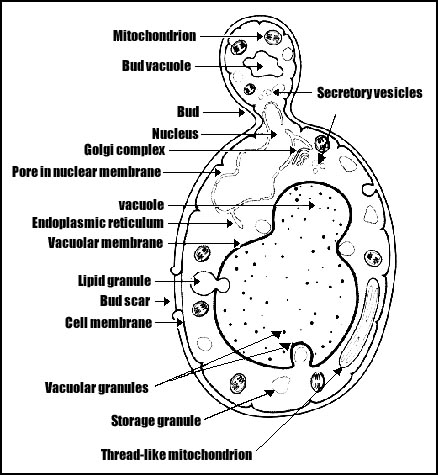 Mitochondrion
Bud vacuole
Secretory vesicles
Bud
Nucleus
Golgi complex
Pore in nuclear membrane
vacuole
Endoplasmic reticulum
Vacuolar membrane
Lipid granule
Bud scar
Cell membrane
Vacuolar granules
Storage granule
Thread-like mitochondrion